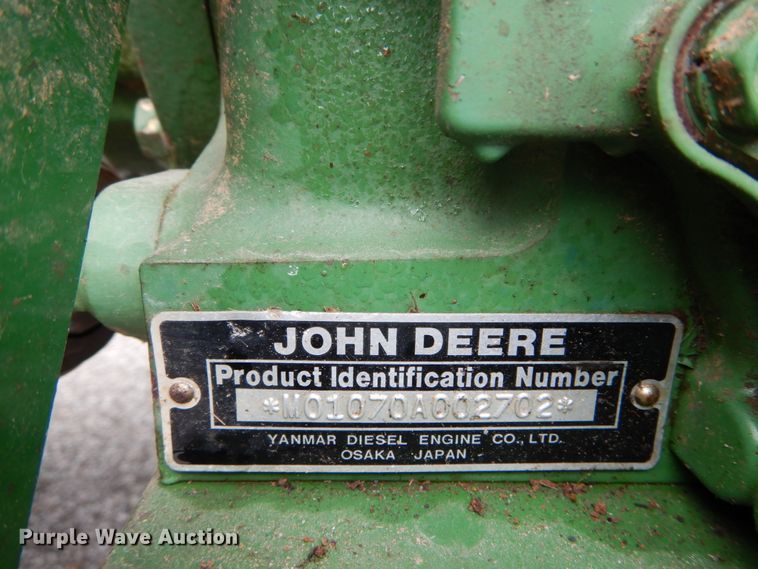 JOHN DEERE
Product Identification Number
*M01070A002702*
YANMAR DIESEL ENGINE CO., LTD.
OSAKA JAPAN
Purple Wave Auction